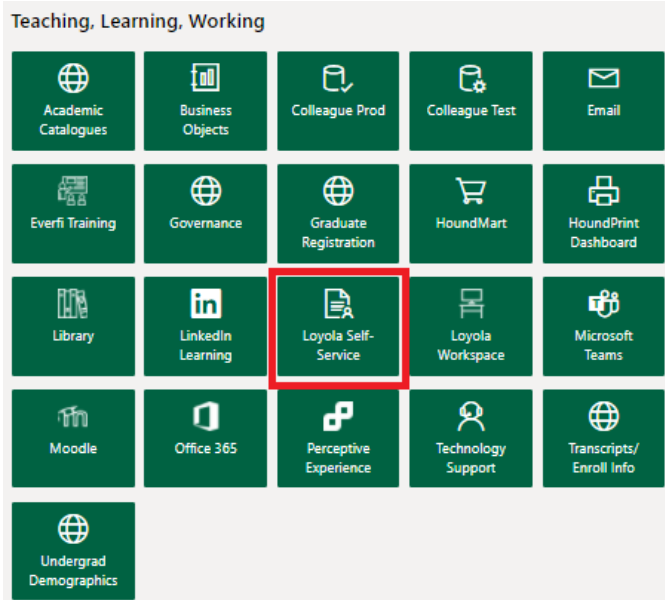 Teaching, Learning, Working
Academic
Catalogues
Business
Objects
Colleague Prod
Colleague Test
Email
Everfi Training
Governance
Graduate
Registration
HoundMart
HoundPrint
Dashboard
Library
LinkedIn
Learning
Loyola Self-
Service
Loyola
Workspace
Microsoft
Teams
Moodle
Office 365
Perceptive
Experience
Technology
Support
Transcripts/
Enroll Info
Undergrad
Demographics